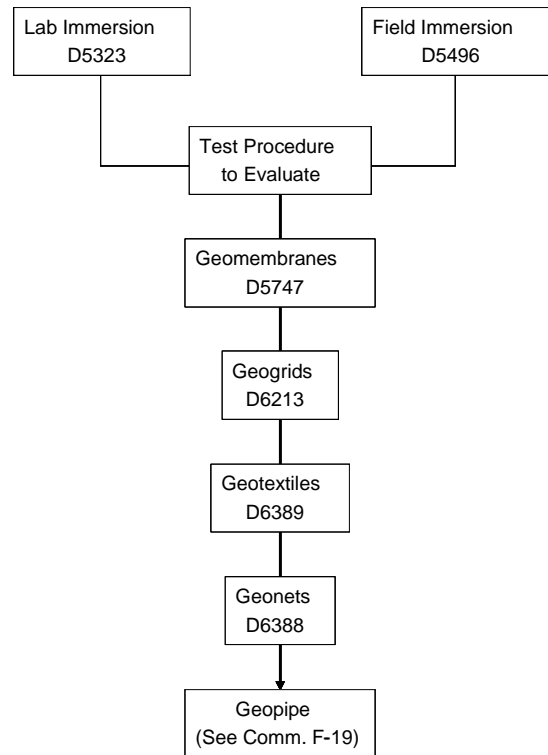 Lab Immersion
D5323
Field Immersion
D5496
Test Procedure
to Evaluate
Geomembranes
D5747
Geogrids
D6213
Geotextiles
D6389
Geonets
D6388
Geopipe
(See Comm. F-19)